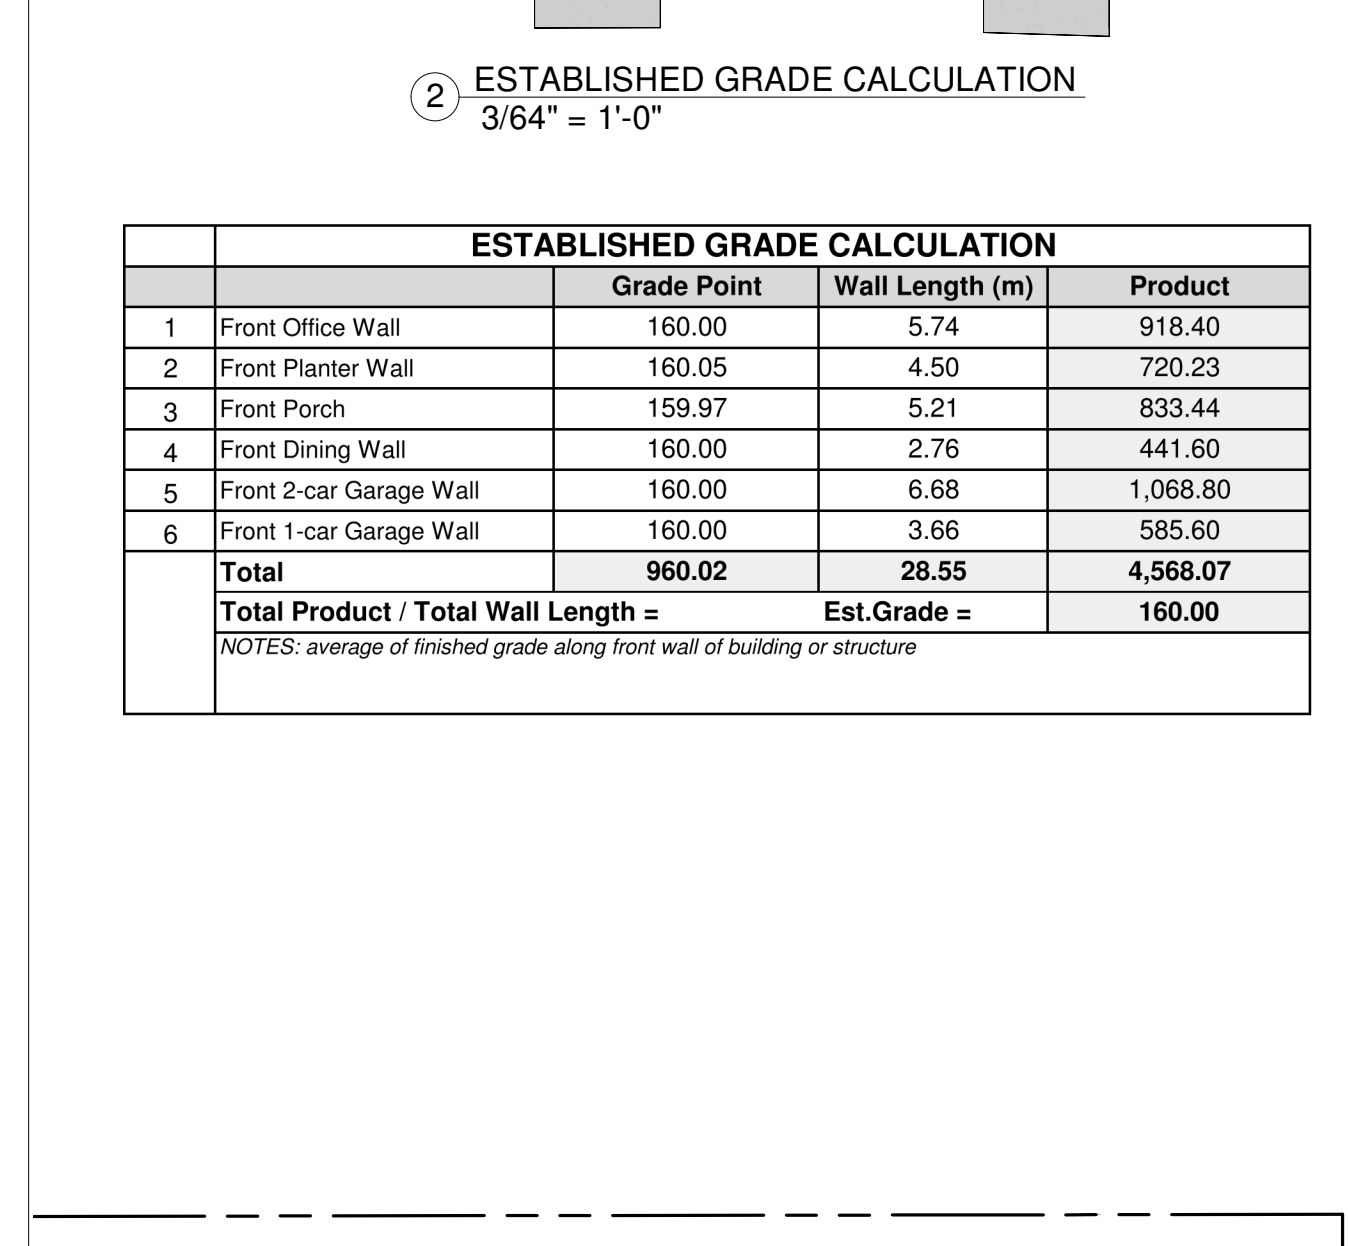 2
ESTABLISHED GRADE CALCULATION
3/64" = 1'-0"
ESTABLISHED GRADE CALCULATION
Grade Point Wall Length (m) Product
1 Front Office Wall 160.00 5.74 918.40
2 Front Planter Wall 160.05 4.50 720.23
3 Front Porch 159.97 5.21 833.44
4 Front Dining Wall 160.00 2.76 441.60
5 Front 2-car Garage Wall 160.00 6.68 1,068.80
6 Front 1-car Garage Wall 160.00 3.66 585.60
Total 960.02 28.55 4,568.07
Total Product / Total Wall Length = Est.Grade = 160.00
NOTES: average of finished grade along front wall of building or structure